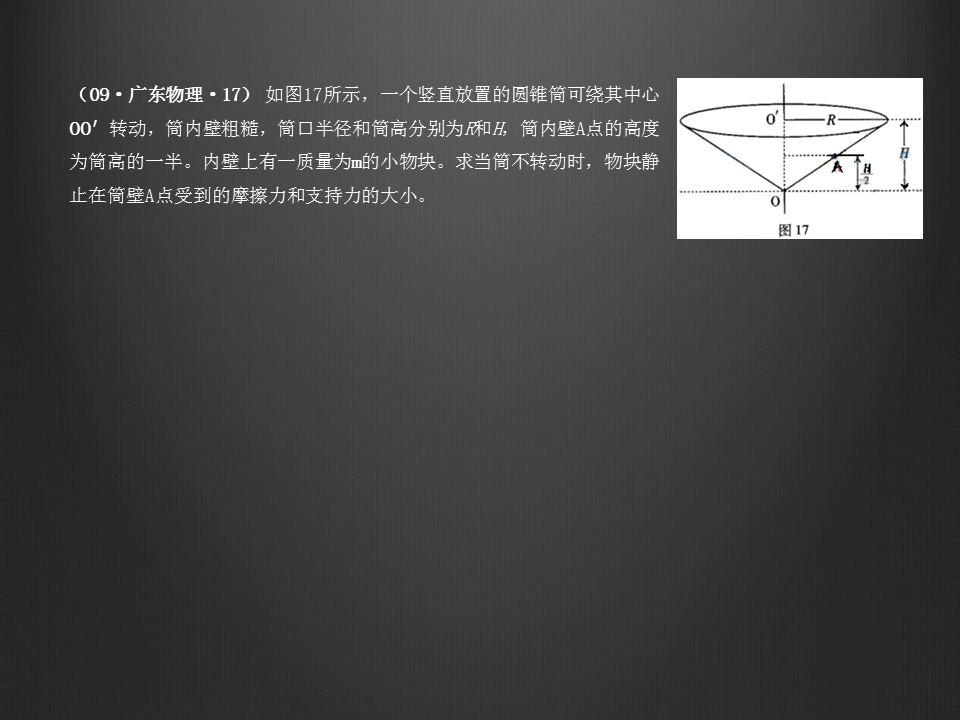 （09·广东物理·17） 如图17所示，一个竖直放置的圆锥筒可绕其中心
OO′转动，筒内壁粗糙，筒口半径和筒高分别为R和H，筒内壁A点的高度
为筒高的一半。内壁上有一质量为m的小物块。求当筒不转动时，物块静
止在筒壁A点受到的摩擦力和支持力的大小。
O′
R
H
A
H/2
O
图 17